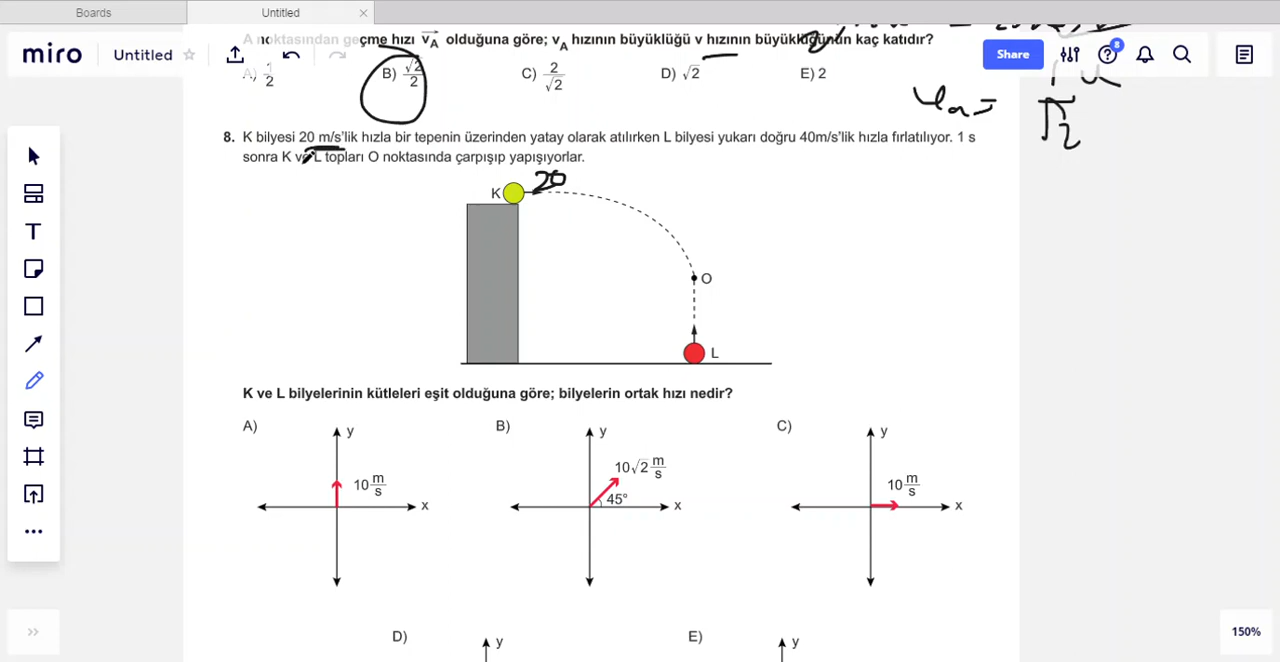 Boards
Untitled
miro
Untitled
Share
8
noktasından geçme hızı vA olduğuna göre; vA hızının büyüklüğü v hızının büyüklüğünün kaç katıdır?
A) 1/2 B) √2/2 C) 2/√2 D) √2 E) 2
8. K bilyesi 20 m/s'lik hızla bir tepenin üzerinden yatay olarak atılırken L bilyesi yukarı doğru 40m/s'lik hızla fırlatılıyor. 1 s
sonra K ve L topları O noktasında çarpışıp yapışıyorlar.
K
20
O
L
K ve L bilyelerinin kütleleri eşit olduğuna göre; bilyelerin ortak hızı nedir?
A) B) C)
y y y
10√2 m/s
10 m/s 10 m/s
45°
x x x
D) E)
y y
150%